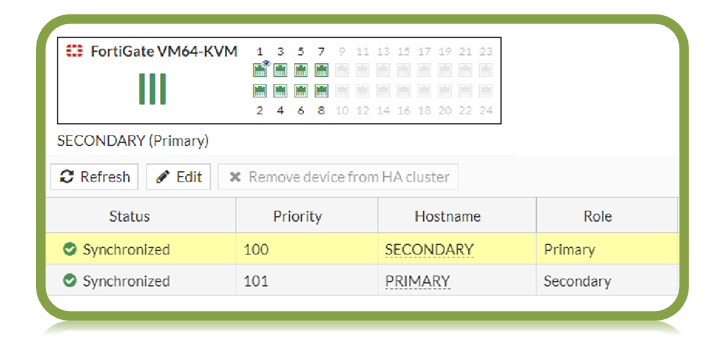 FortiGate VM64-KVM 1 3 5 7 9 11 13 15 17 19 21 23
2 4 6 8 10 12 14 16 18 20 22 24
SECONDARY (Primary)
Refresh Edit Remove device from HA cluster
Status Priority Hostname Role
Synchronized 100 SECONDARY Primary
Synchronized 101 PRIMARY Secondary